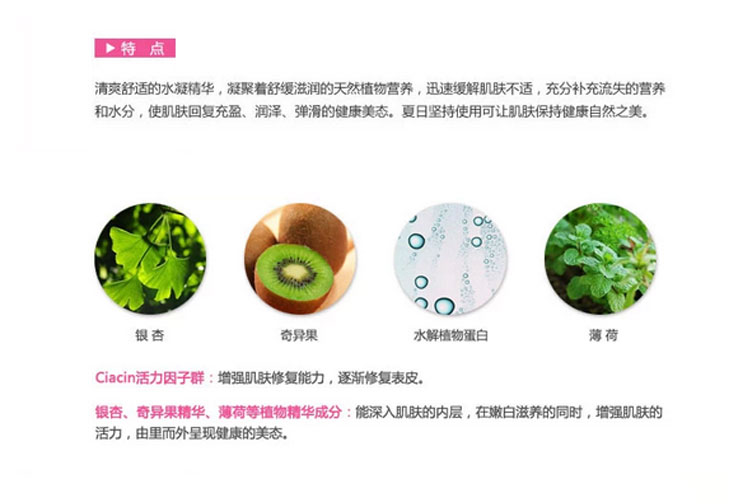 ▶特 点
清爽舒适的水凝精华，凝聚着舒缓滋润的天然植物营养，迅速缓解肌肤不适，充分补充流失的营养
和水分，使肌肤回复充盈、润泽、弹滑的健康美态。夏日坚持使用可让肌肤保持健康自然之美。
银 杏
奇异果
水解植物蛋白
薄 荷
Ciacin活力因子群：增强肌肤修复能力，逐渐修复表皮。
银杏、奇异果精华、薄荷等植物精华成分：能深入肌肤的内层，在嫩白滋养的同时，增强肌肤的
活力，由里而外呈现健康的美态。